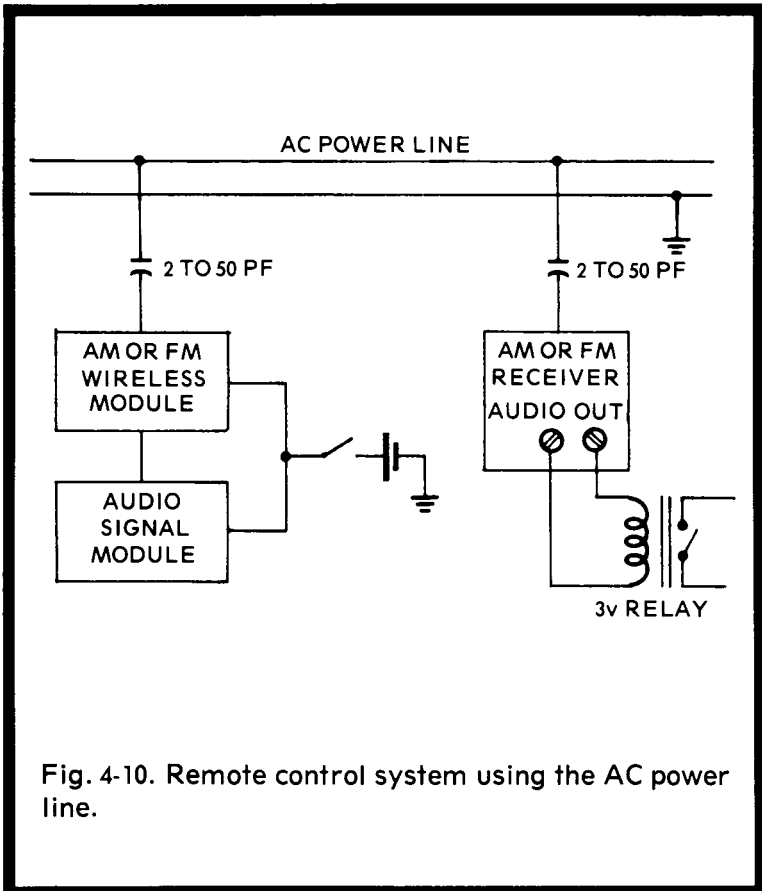 AC POWER LINE
2 TO 50 PF
2 TO 50 PF
AM OR FM
WIRELESS
MODULE
AUDIO
SIGNAL
MODULE
AM OR FM
RECEIVER
AUDIO OUT
3v RELAY
Fig. 4-10. Remote control system using the AC power
line.